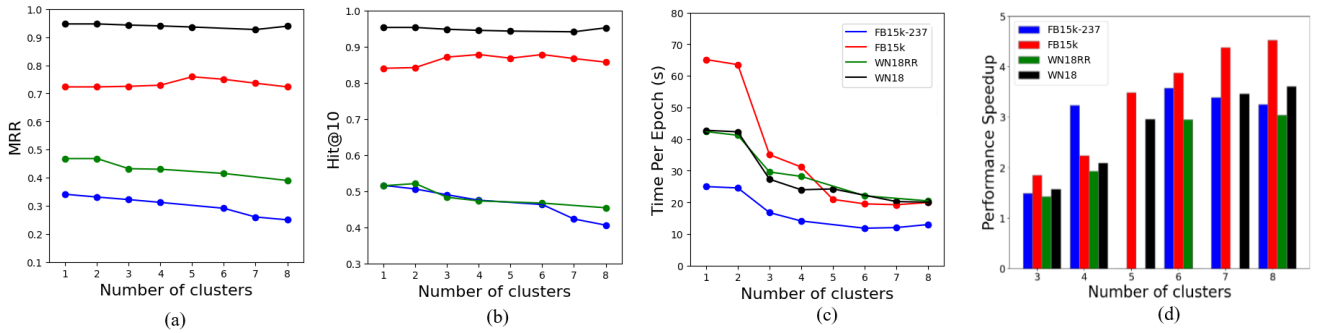 1.0
0.9
0.8
0.7
0.6
0.5
0.4
0.3
0.2
0.1
MRR
1 2 3 4 5 6 7 8
Number of clusters
(a)
1.0
0.9
0.8
0.7
0.6
0.5
0.4
0.3
Hit@10
1 2 3 4 5 6 7 8
Number of clusters
(b)
80
70
60
50
40
30
20
10
0
Time Per Epoch (s)
FB15k-237
FB15k
WN18RR
WN18
1 2 3 4 5 6 7 8
Number of clusters
(c)
5
4
3
2
1
0
Performance Speedup
FB15k-237
FB15k
WN18RR
WN18
3 4 5 6 7 8
Number of clusters
(d)